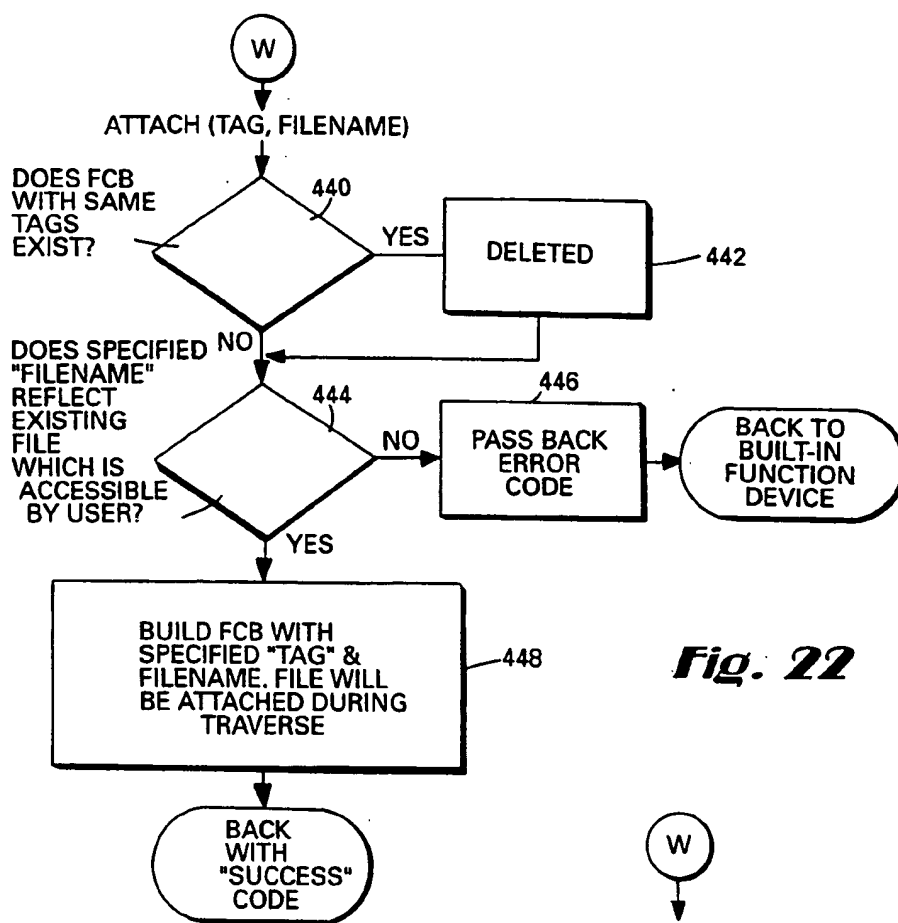 W
ATTACH (TAG, FILENAME)
DOES FCB
WITH SAME
TAGS
EXIST?
440
YES
DELETED
442
NO
DOES SPECIFIED
"FILENAME"
REFLECT
EXISTING
FILE
WHICH IS
ACCESSIBLE
BY USER?
444
NO
446
PASS BACK
ERROR
CODE
BACK TO
BUILT-IN
FUNCTION
DEVICE
YES
BUILD FCB WITH
SPECIFIED "TAG" &
FILENAME. FILE WILL
BE ATTACHED DURING
TRAVERSE
448
Fig. 22
BACK
WITH
"SUCCESS"
CODE
W